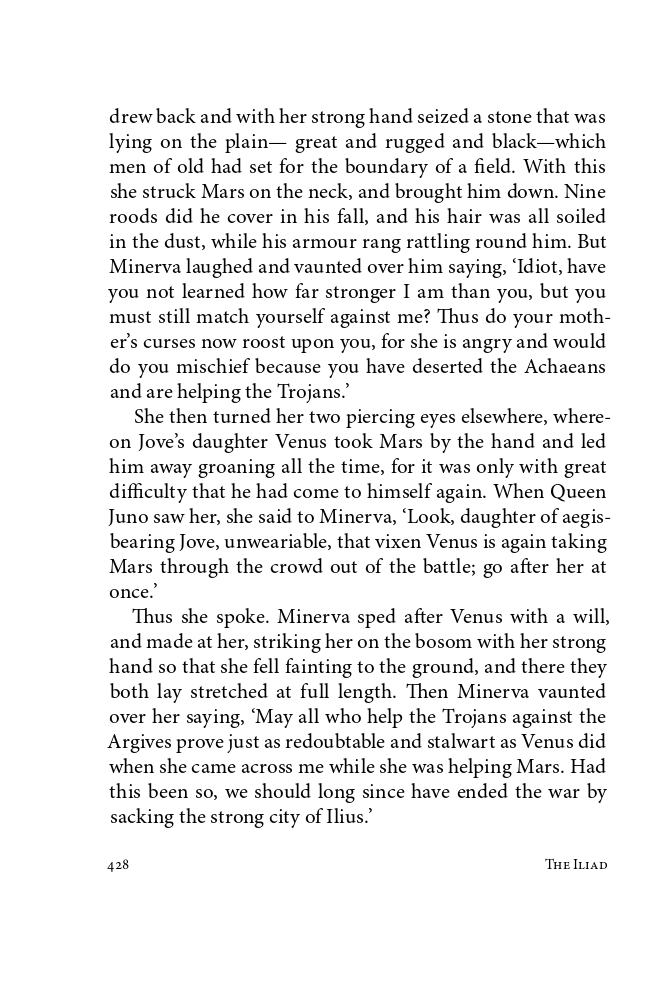 drew back and with her strong hand seized a stone that was
lying on the plain— great and rugged and black—which
men of old had set for the boundary of a field. With this
she struck Mars on the neck, and brought him down. Nine
roods did he cover in his fall, and his hair was all soiled
in the dust, while his armour rang rattling round him. But
Minerva laughed and vaunted over him saying, ‘Idiot, have
you not learned how far stronger I am than you, but you
must still match yourself against me? Thus do your moth-
er’s curses now roost upon you, for she is angry and would
do you mischief because you have deserted the Achaeans
and are helping the Trojans.’
She then turned her two piercing eyes elsewhere, where-
on Jove’s daughter Venus took Mars by the hand and led
him away groaning all the time, for it was only with great
difficulty that he had come to himself again. When Queen
Juno saw her, she said to Minerva, ‘Look, daughter of aegis-
bearing Jove, unweariable, that vixen Venus is again taking
Mars through the crowd out of the battle; go after her at
once.’
Thus she spoke. Minerva sped after Venus with a will,
and made at her, striking her on the bosom with her strong
hand so that she fell fainting to the ground, and there they
both lay stretched at full length. Then Minerva vaunted
over her saying, ‘May all who help the Trojans against the
Argives prove just as redoubtable and stalwart as Venus did
when she came across me while she was helping Mars. Had
this been so, we should long since have ended the war by
sacking the strong city of Ilius.’
428
The Iliad